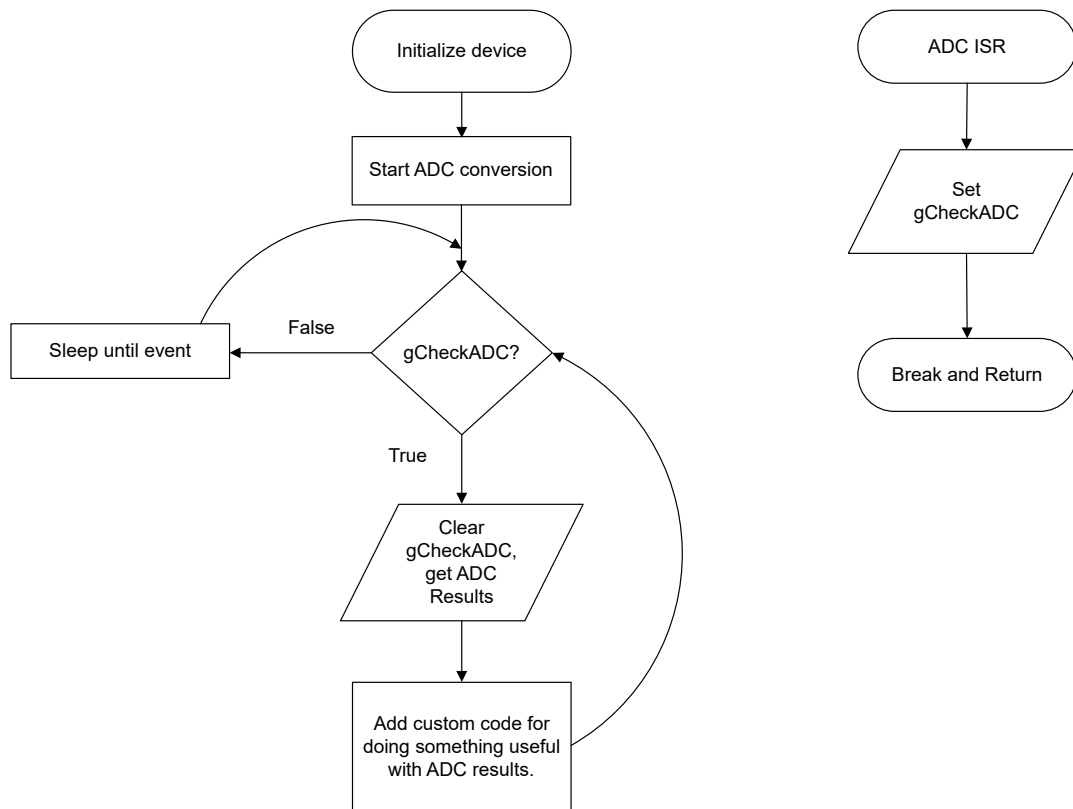 Initialize device
Start ADC conversion
False
Sleep until event
gCheckADC?
True
Clear
gCheckADC,
get ADC
Results
Add custom code for
doing something useful
with ADC results.
ADC ISR
Set
gCheckADC
Break and Return